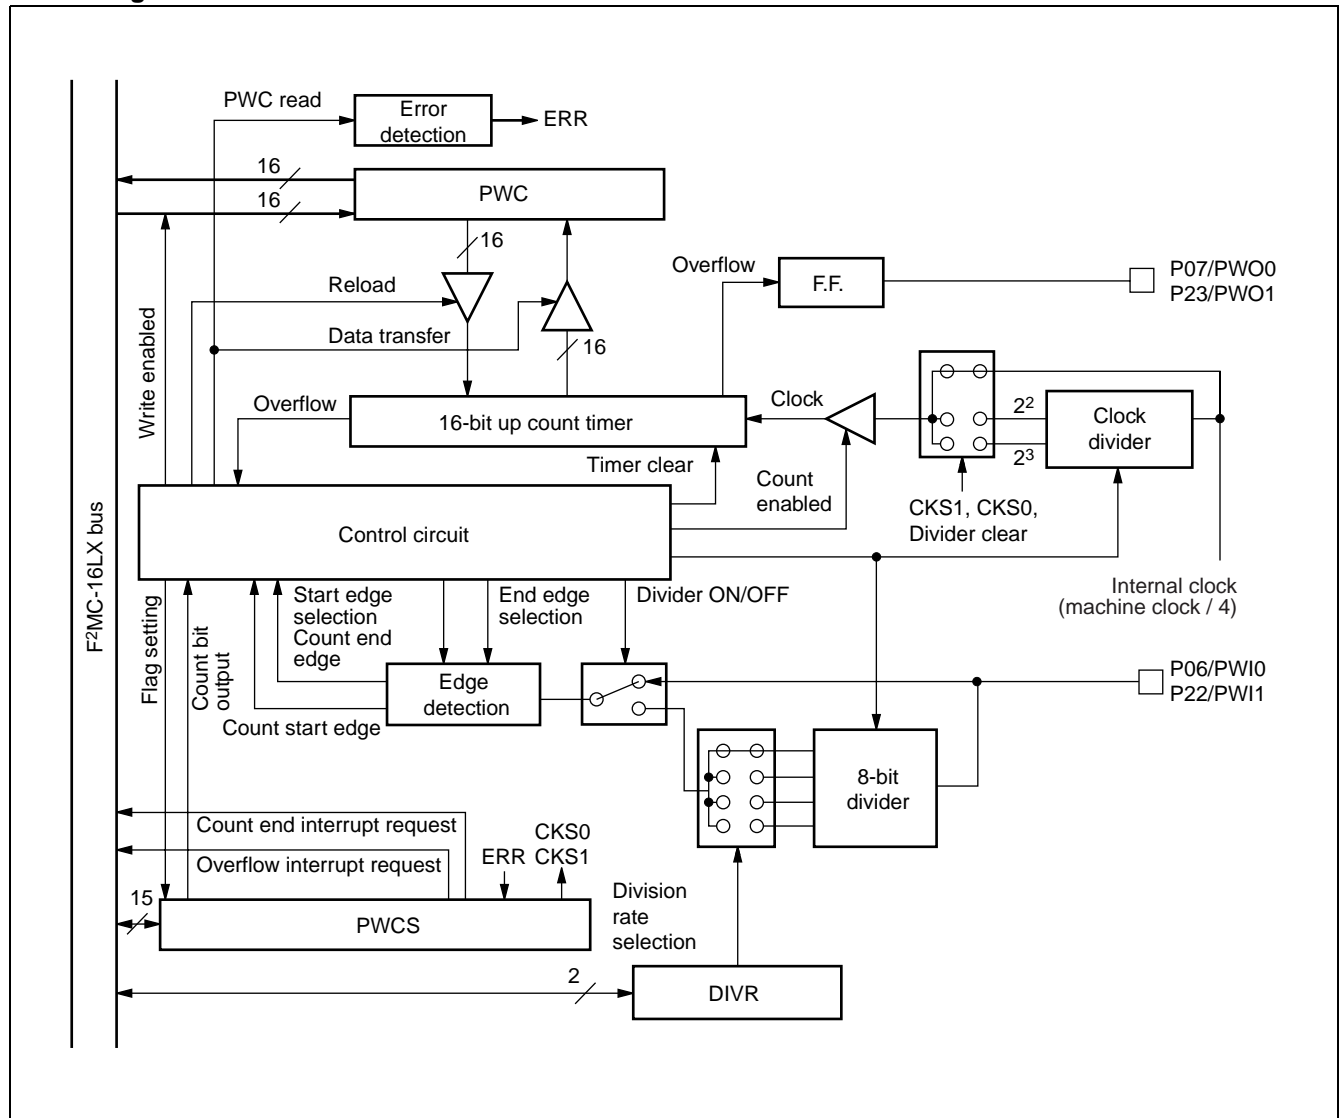 PWC read
Error
detection
ERR
16
PWC
16
16
Reload
Overflow
F.F.
P07/PWO0
P23/PWO1
Data transfer
16
Write enabled
Overflow
16-bit up count timer
Clock
2²
2³
Clock
divider
Timer clear
Count
enabled
CKS1, CKS0,
Divider clear
Control circuit
F²MC-16LX bus
Internal clock
(machine clock / 4)
Flag setting
Count bit
output
Start edge
selection
Count end
edge
End edge
selection
Divider ON/OFF
Edge
detection
P06/PWI0
P22/PWI1
Count start edge
8-bit
divider
Count end interrupt request
Overflow interrupt request
ERR
CKS0
CKS1
15
PWCS
Division
rate
selection
2
DIVR